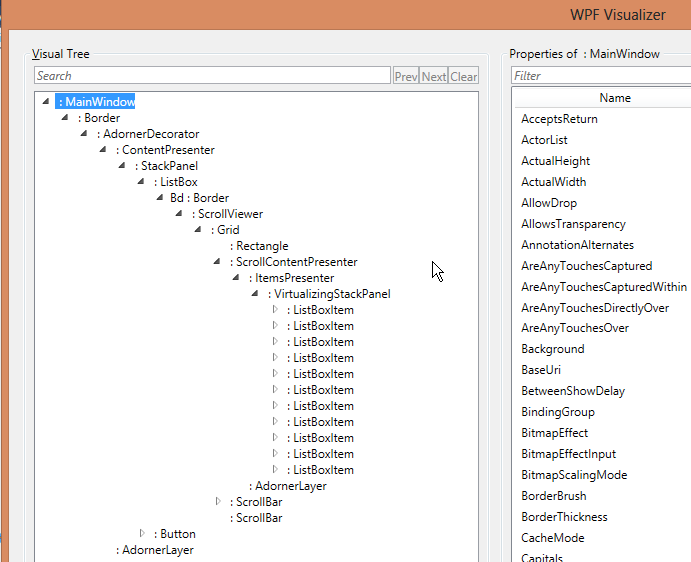 WPF Visualizer
Visual Tree
Search
Prev Next Clear
: MainWindow
: Border
: AdornerDecorator
: ContentPresenter
: StackPanel
: ListBox
Bd : Border
: ScrollViewer
: Grid
: Rectangle
: ScrollContentPresenter
: ItemsPresenter
: VirtualizingStackPanel
: ListBoxItem
: ListBoxItem
: ListBoxItem
: ListBoxItem
: ListBoxItem
: ListBoxItem
: ListBoxItem
: ListBoxItem
: ListBoxItem
: ListBoxItem
: ListBoxItem
: AdornerLayer
: ScrollBar
: ScrollBar
: Button
: AdornerLayer
Properties of : MainWindow
Filter
Name
AcceptsReturn
ActorList
ActualHeight
ActualWidth
AllowDrop
AllowsTransparency
AnnotationAlternates
AreAnyTouchesCaptured
AreAnyTouchesCapturedWithin
AreAnyTouchesDirectlyOver
AreAnyTouchesOver
Background
BaseUri
BetweenShowDelay
BindingGroup
BitmapEffect
BitmapEffectInput
BitmapScalingMode
BorderBrush
BorderThickness
CacheMode
Capitals